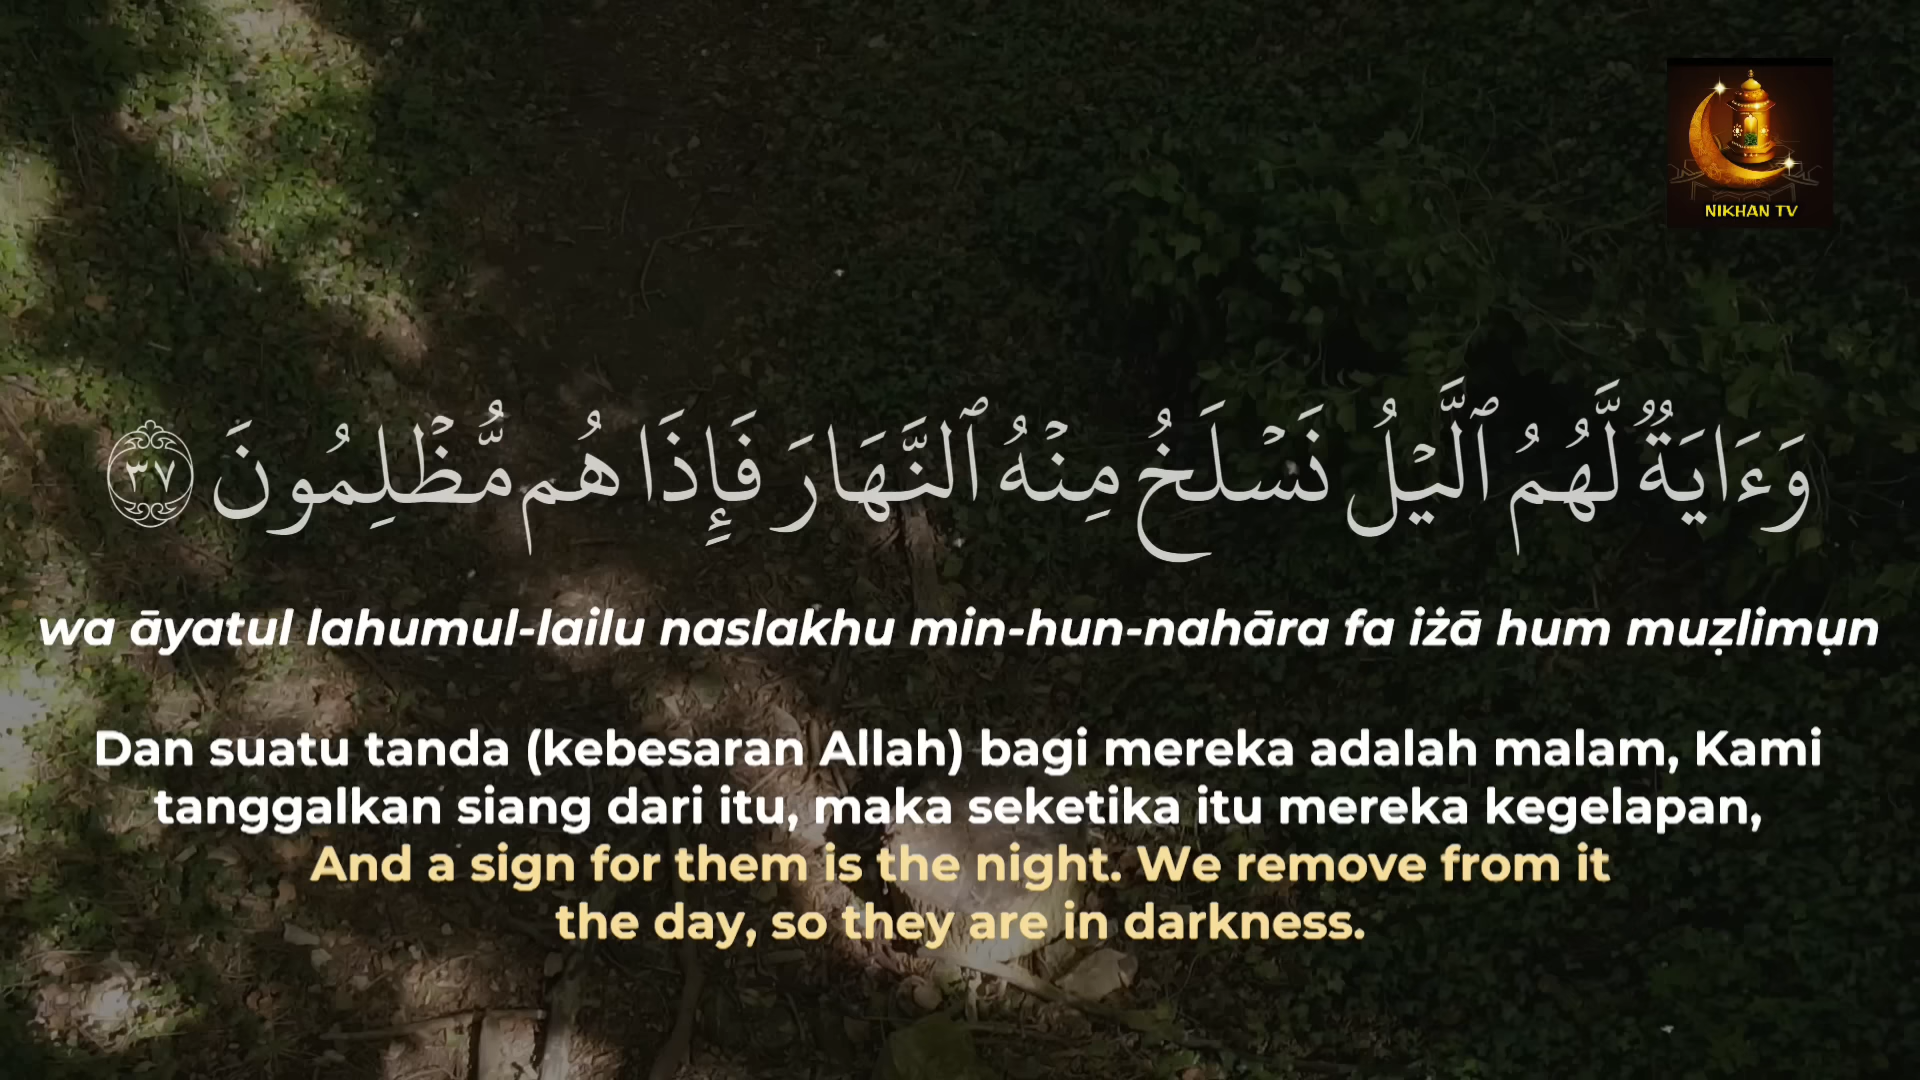 NIKHAN TV
وَءَايَةٌ لَّهُمُ ٱلَّيْلُ نَسْلَخُ مِنْهُ ٱلنَّهَارَ فَإِذَا هُم مُّظْلِمُونَ ٣٧
wa āyatul lahumul-lailu naslakhu min-hun-nahāra fa iżā hum muẓlimụn
Dan suatu tanda (kebesaran Allah) bagi mereka adalah malam, Kami
tanggalkan siang dari itu, maka seketika itu mereka kegelapan,
And a sign for them is the night. We remove from it
the day, so they are in darkness.